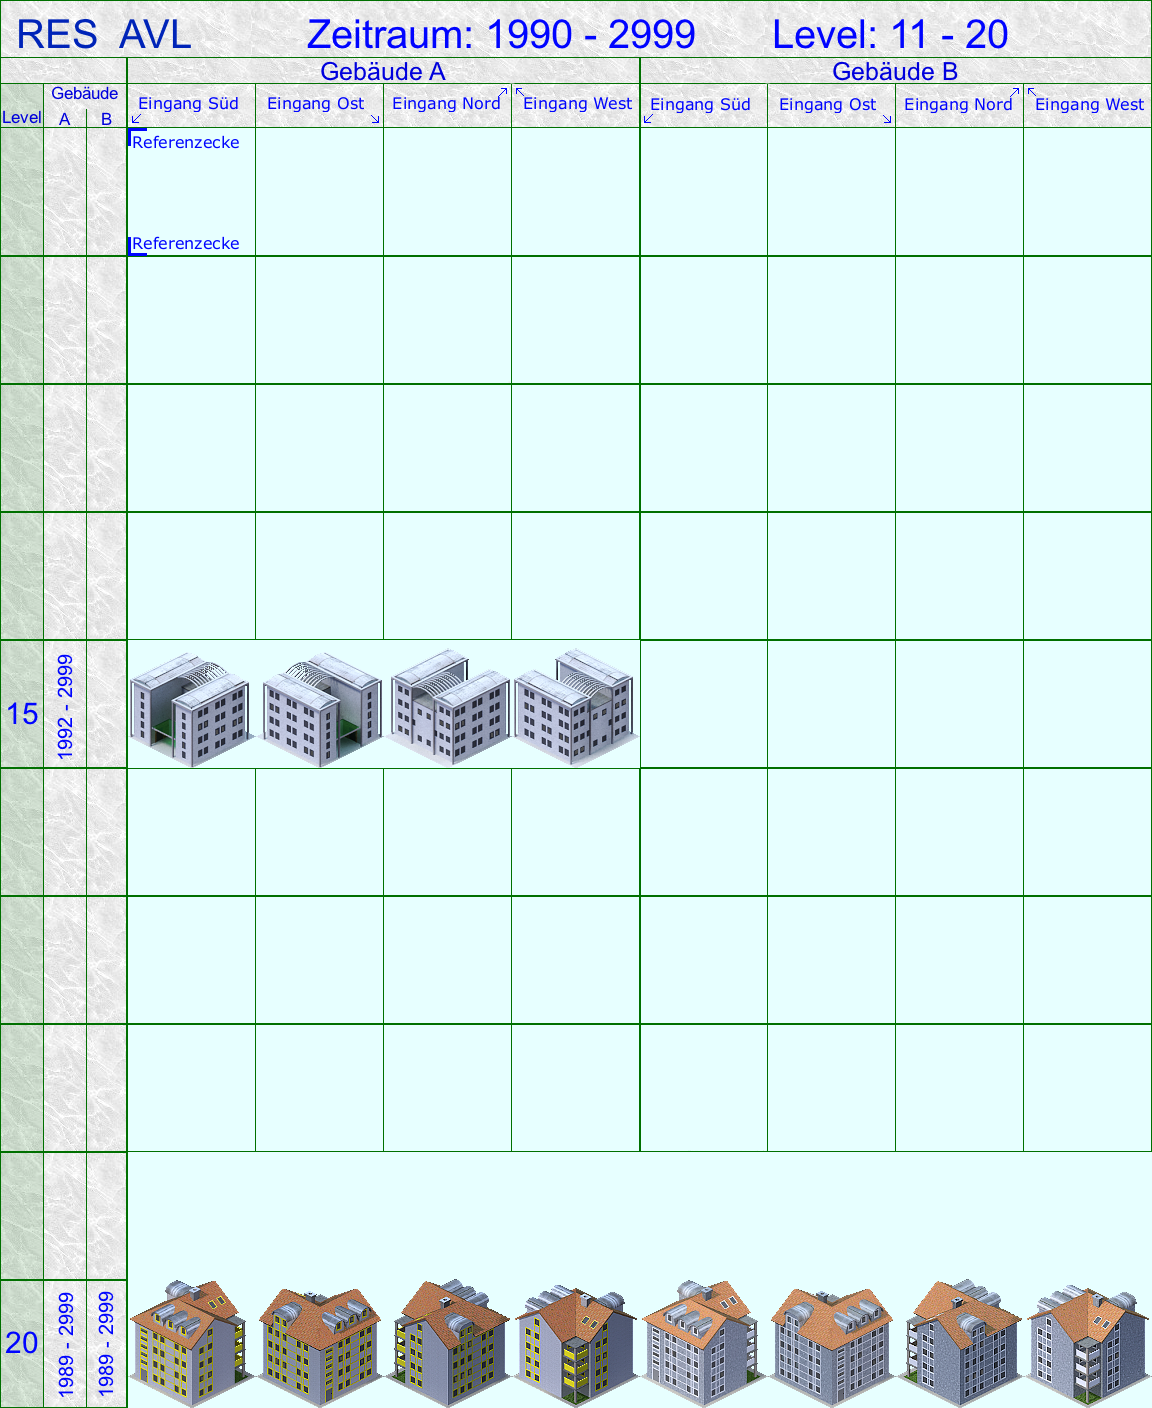 RES AVL Zeitraum: 1990 - 2999 Level: 11 - 20
Gebäude A Gebäude B
Level Gebäude A B Eingang Süd Eingang Ost Eingang Nord Eingang West Eingang Süd Eingang Ost Eingang Nord Eingang West
Referenzecke
Referenzecke
15 1992 - 2999
20 1989 - 2999 1989 - 2999